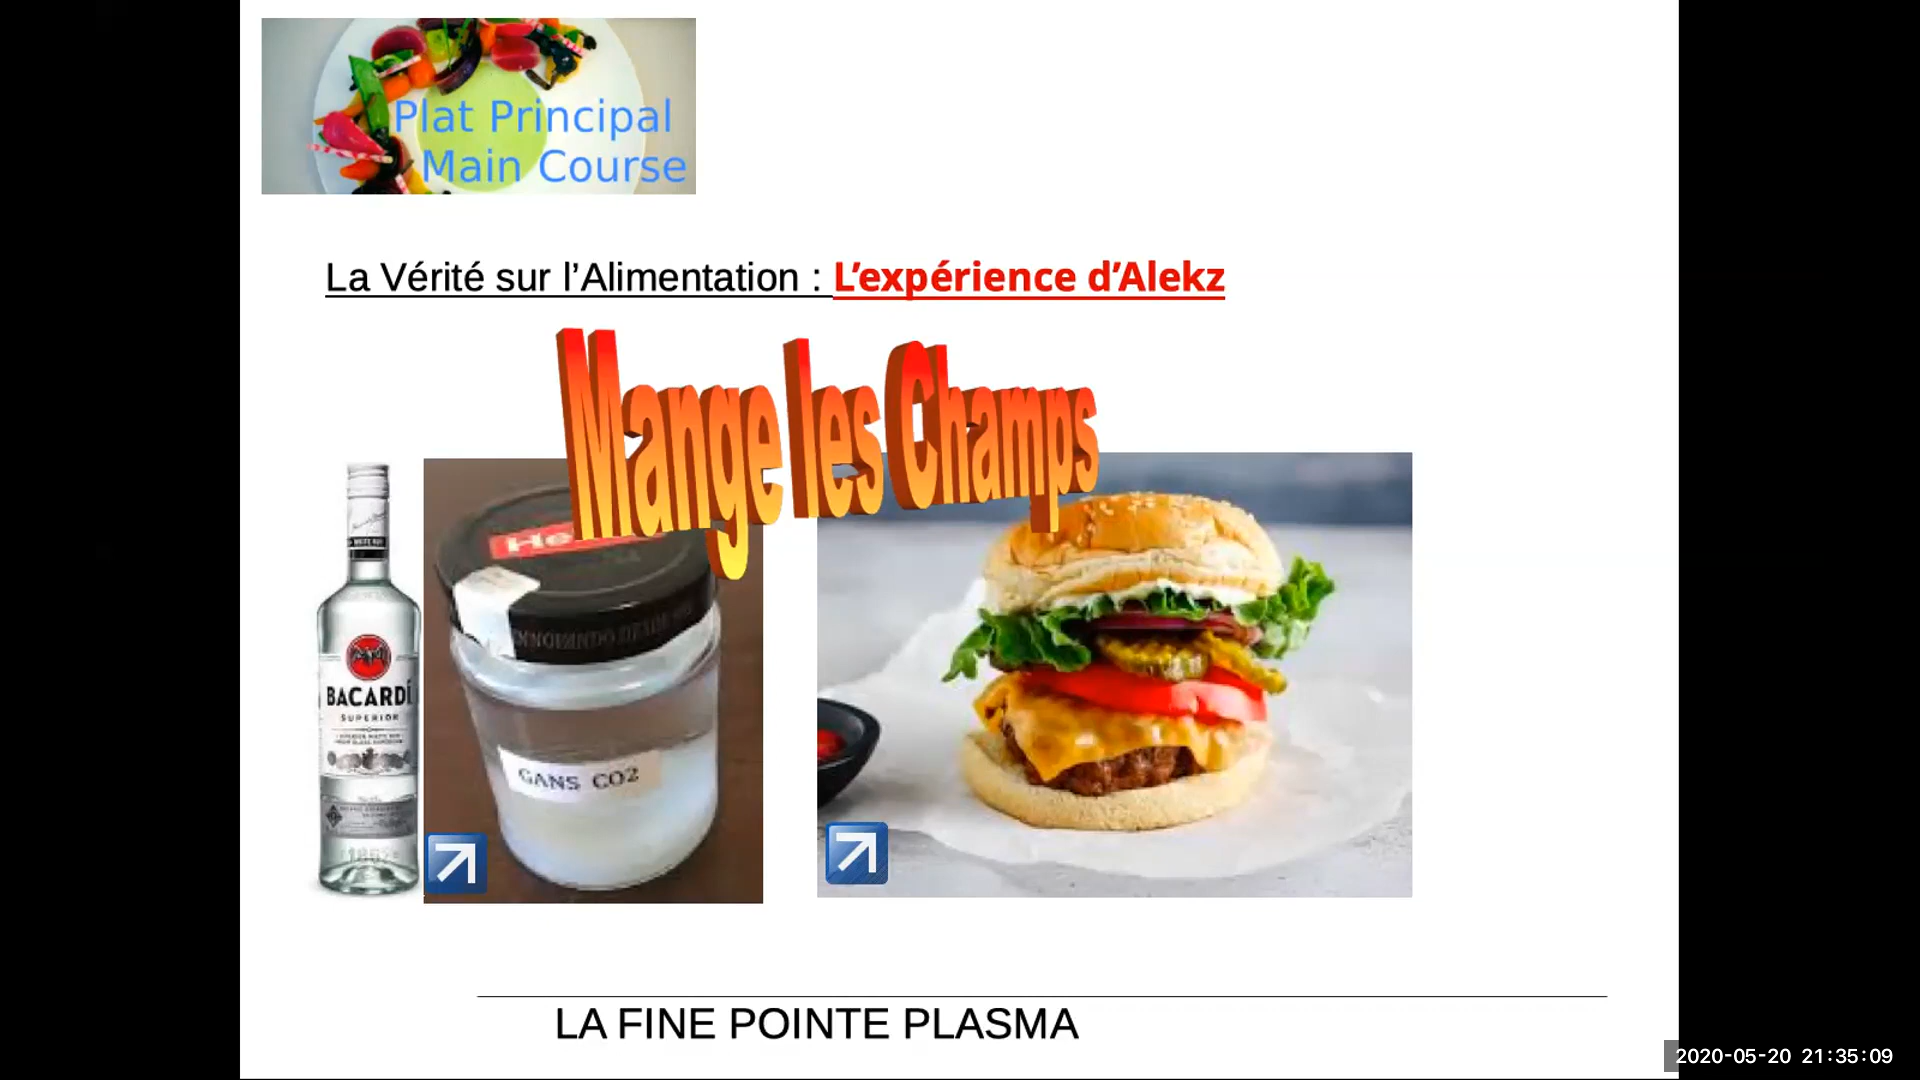 Plat Principal
Main Course
La Vérité sur l’Alimentation : L’expérience d’Alekz
Mange les Champs
BACARDÍ
SUPERIOR
GANS CO2
LA FINE POINTE PLASMA
2020-05-20 21:35:09